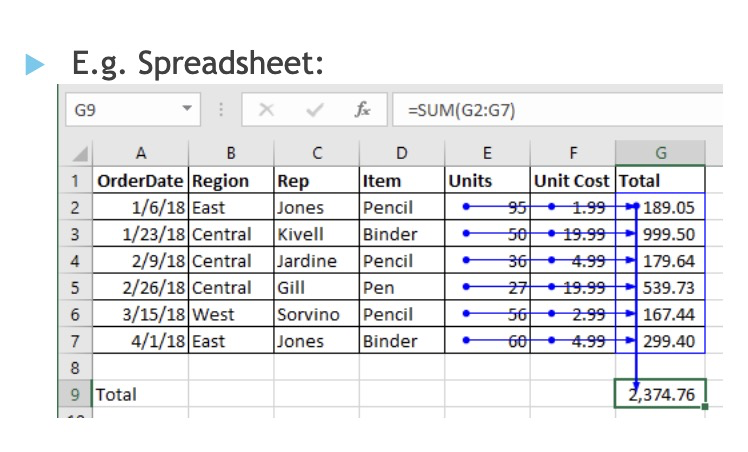 E.g. Spreadsheet:
G9 fx =SUM(G2:G7)
A B C D E F G
1 OrderDate Region Rep Item Units Unit Cost Total
2 1/6/18 East Jones Pencil 95 1.99 189.05
3 1/23/18 Central Kivell Binder 50 19.99 999.50
4 2/9/18 Central Jardine Pencil 36 4.99 179.64
5 2/26/18 Central Gill Pen 27 19.99 539.73
6 3/15/18 West Sorvino Pencil 56 2.99 167.44
7 4/1/18 East Jones Binder 60 4.99 299.40
8
9 Total 2,374.76